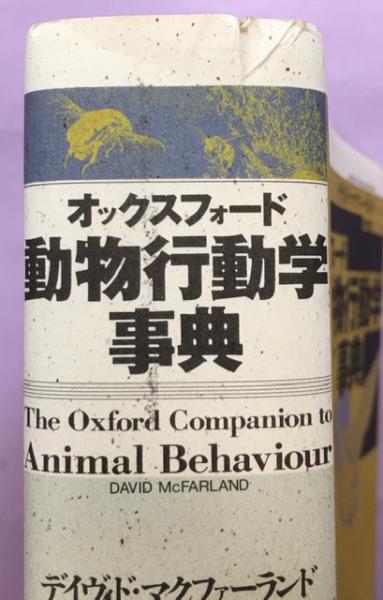 オックスフォード
動物行動学
事典
The Oxford Companion to
Animal Behaviour
DAVID McFARLAND
デイヴィド・マクファーランド